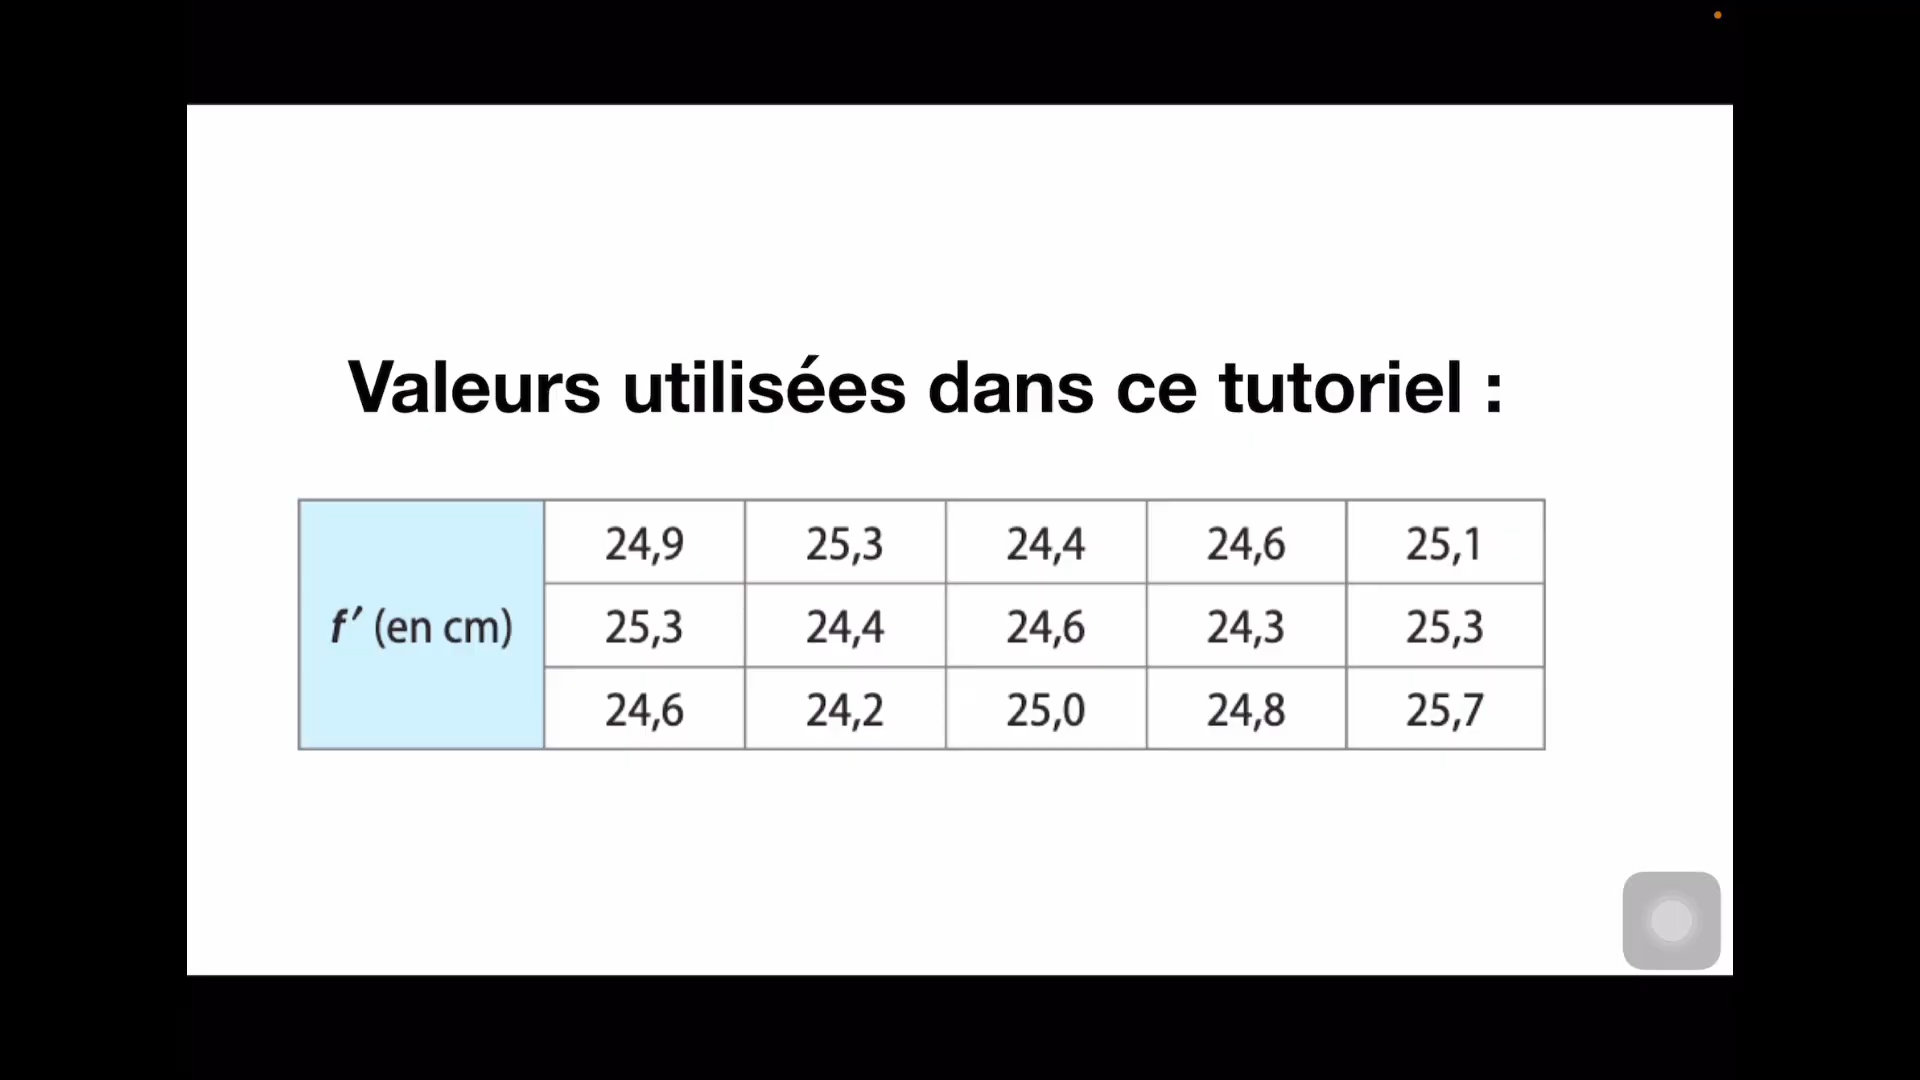 Valeurs utilisées dans ce tutoriel :
24,9 25,3 24,4 24,6 25,1
f′ (en cm) 25,3 24,4 24,6 24,3 25,3
24,6 24,2 25,0 24,8 25,7